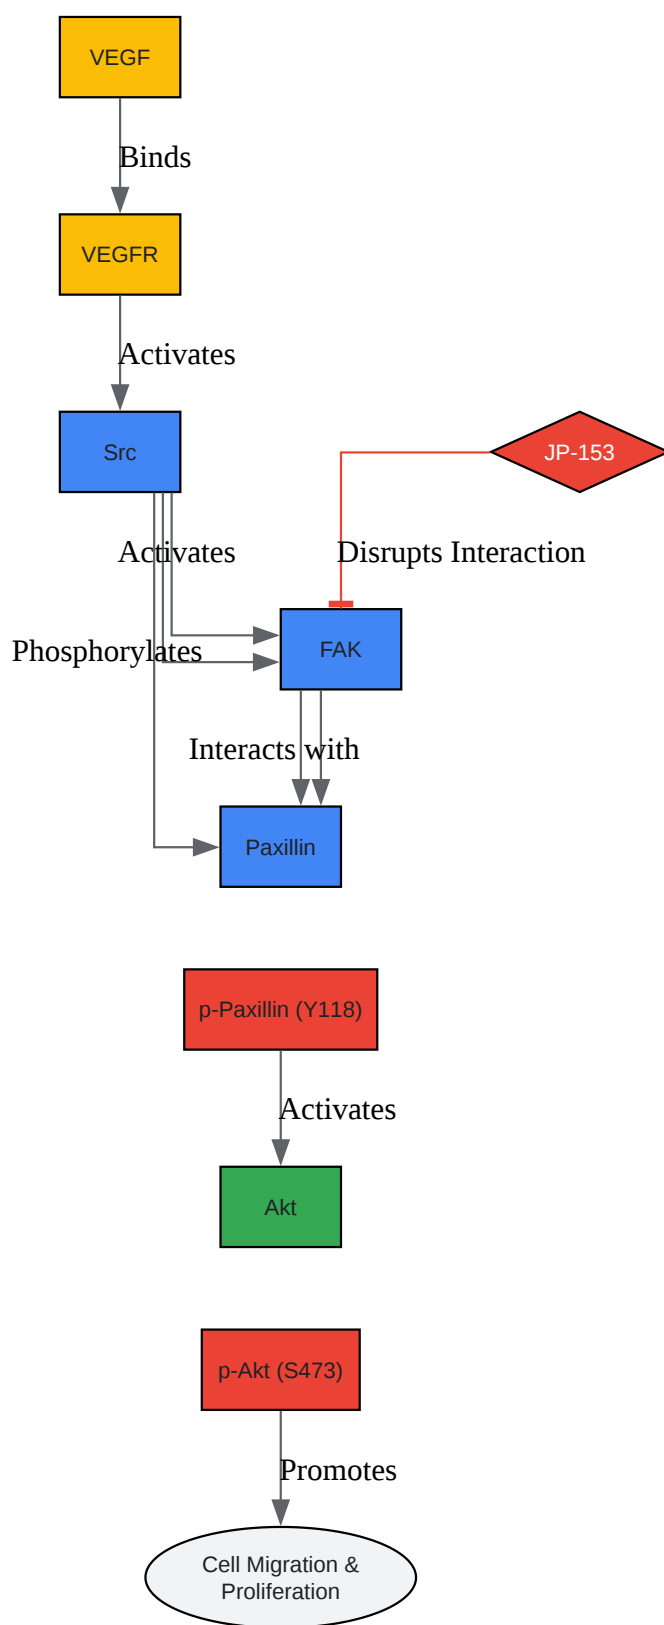 VEGF
Binds
VEGFR
Activates
Src
JP-153
Activates
Disrupts Interaction
Phosphorylates
FAK
Interacts with
Paxillin
p-Paxillin (Y118)
Activates
Akt
p-Akt (S473)
Promotes
Cell Migration &
Proliferation